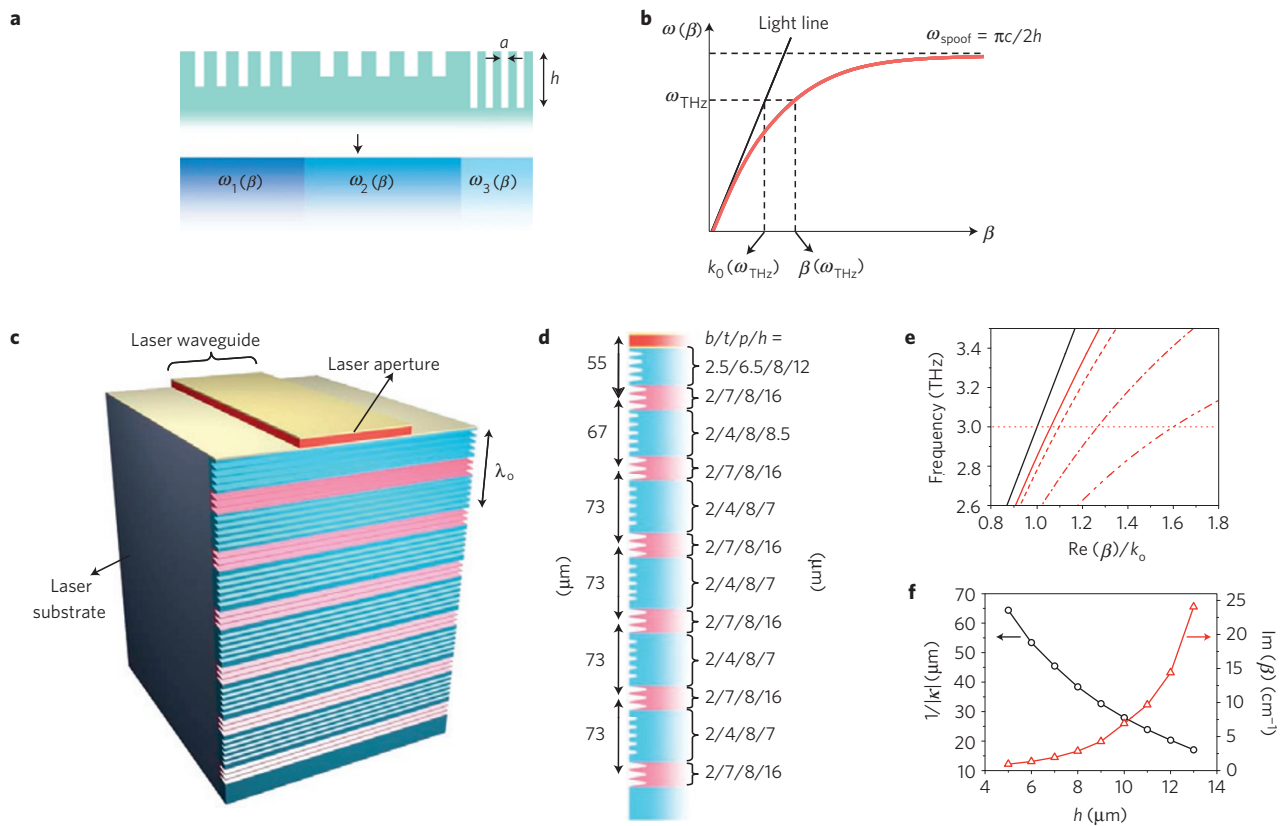 a
a
h
ω₁(β)
ω₂(β)
ω₃(β)
b
ω(β)
Light line
ω_spoof = πc/2h
ω_THz
β
k₀(ω_THz)
β(ω_THz)
c
Laser waveguide
Laser aperture
λₒ
Laser
substrate
d
b/t/p/h =
55
2.5/6.5/8/12
2/7/8/16
67
2/4/8/8.5
2/7/8/16
73
2/4/8/7
2/7/8/16
(μm)
(μm)
73
2/4/8/7
2/7/8/16
73
2/4/8/7
2/7/8/16
73
2/4/8/7
2/7/8/16
e
Frequency (THz)
3.4
3.2
3.0
2.8
2.6
0.8 1.0 1.2 1.4 1.6 1.8
Re (β)/kₒ
f
1/|κ| (μm)
70
60
50
40
30
20
10
Im (β) (cm⁻¹)
25
20
15
10
5
0
4 6 8 10 12 14
h (μm)